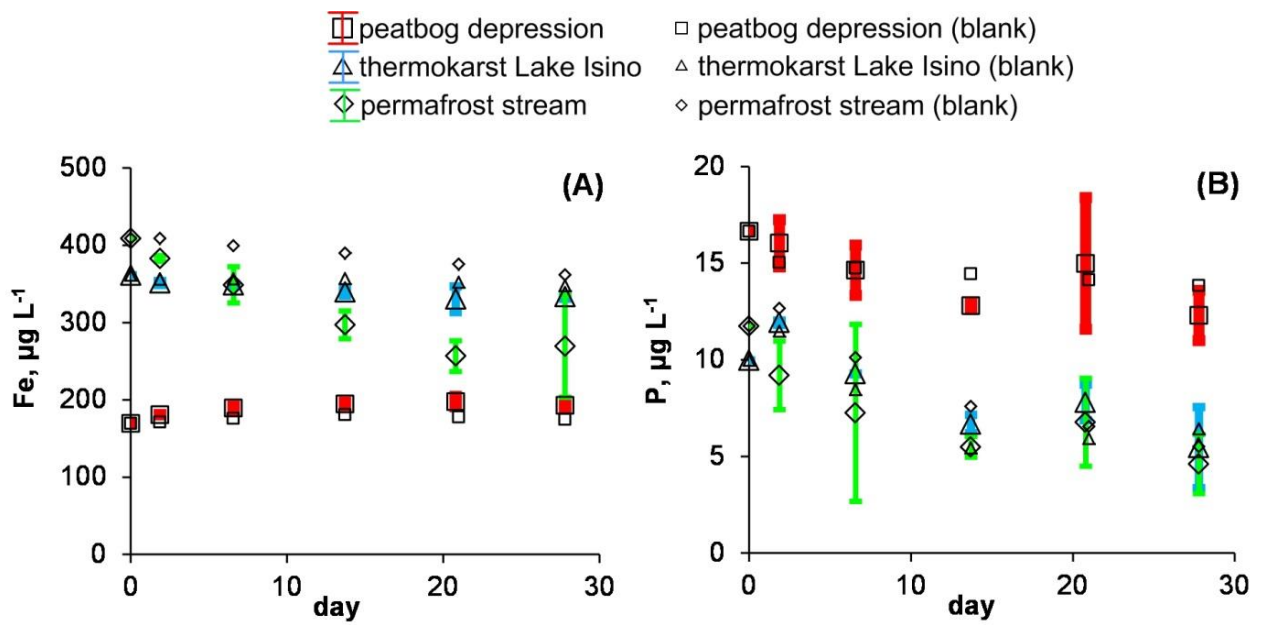 peatbog depression
peatbog depression (blank)
thermokarst Lake Isino
thermokarst Lake Isino (blank)
permafrost stream
permafrost stream (blank)
(A)
Fe, µg L⁻¹
500
400
300
200
100
0
0 10 20 30
day
(B)
P, µg L⁻¹
20
15
10
5
0
0 10 20 30
day